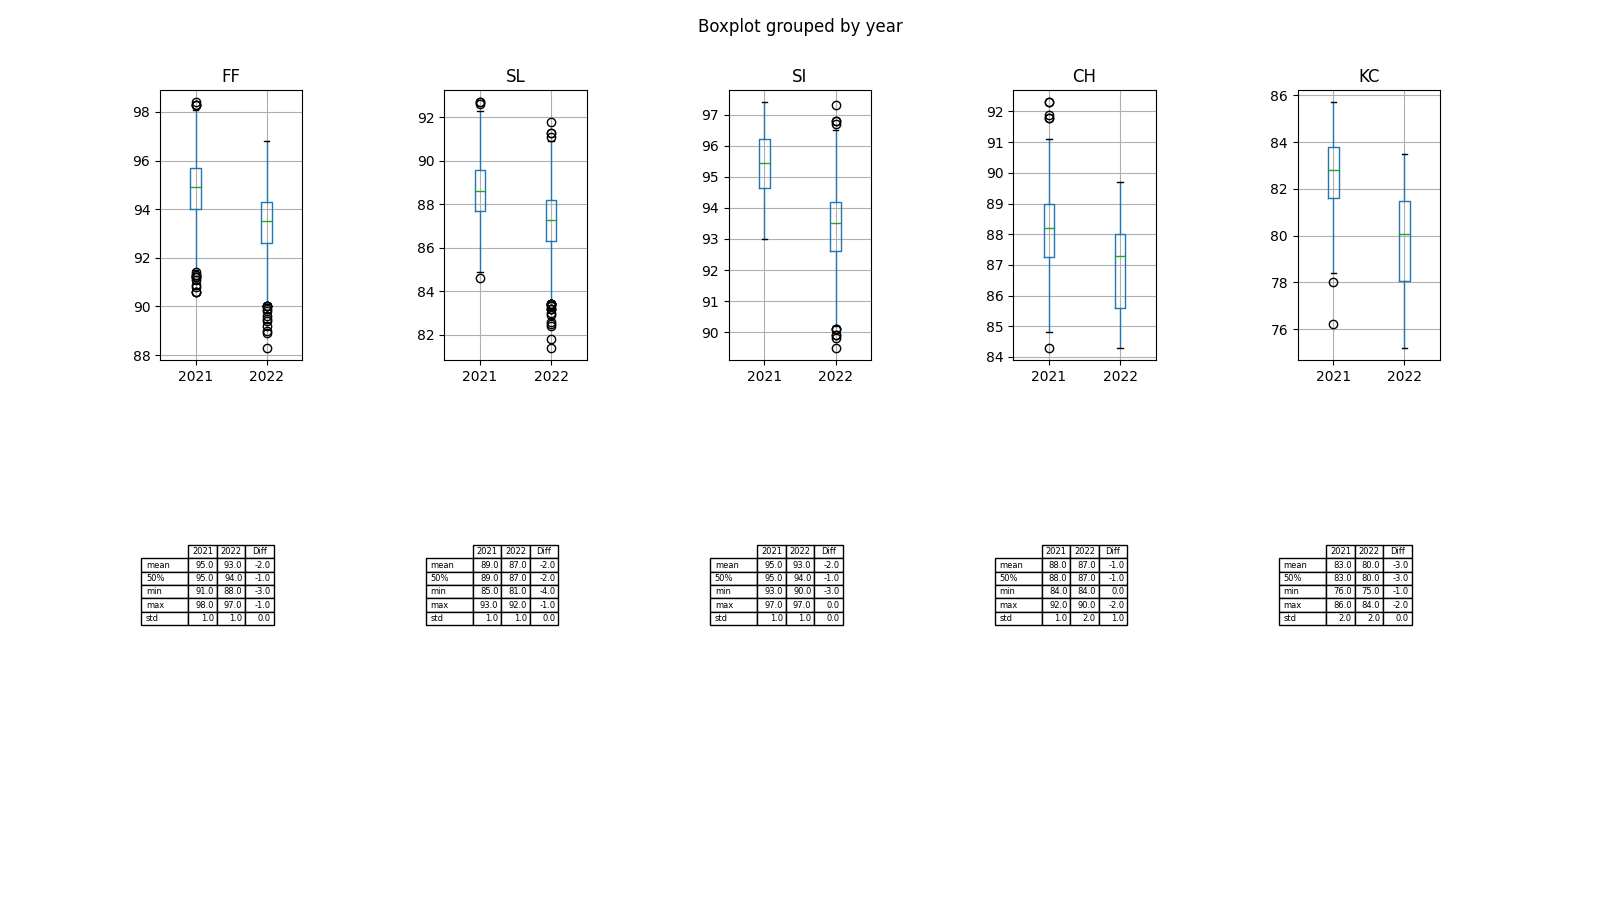 Boxplot grouped by year
FF
98
96
94
92
90
88
2021 2022
SL
92
90
88
86
84
82
2021 2022
SI
97
96
95
94
93
92
91
90
2021 2022
CH
92
91
90
89
88
87
86
85
84
2021 2022
KC
86
84
82
80
78
76
2021 2022
2021 2022 Diff
mean 95.0 93.0 -2.0
50% 95.0 94.0 -1.0
min 91.0 88.0 -3.0
max 98.0 97.0 -1.0
std 1.0 1.0 0.0
2021 2022 Diff
mean 89.0 87.0 -2.0
50% 89.0 87.0 -2.0
min 85.0 81.0 -4.0
max 93.0 92.0 -1.0
std 1.0 1.0 0.0
2021 2022 Diff
mean 95.0 93.0 -2.0
50% 95.0 94.0 -1.0
min 93.0 90.0 -3.0
max 97.0 97.0 0.0
std 1.0 1.0 0.0
2021 2022 Diff
mean 88.0 87.0 -1.0
50% 88.0 87.0 -1.0
min 84.0 84.0 0.0
max 92.0 90.0 -2.0
std 1.0 2.0 1.0
2021 2022 Diff
mean 83.0 80.0 -3.0
50% 83.0 80.0 -3.0
min 76.0 75.0 -1.0
max 86.0 84.0 -2.0
std 2.0 2.0 0.0